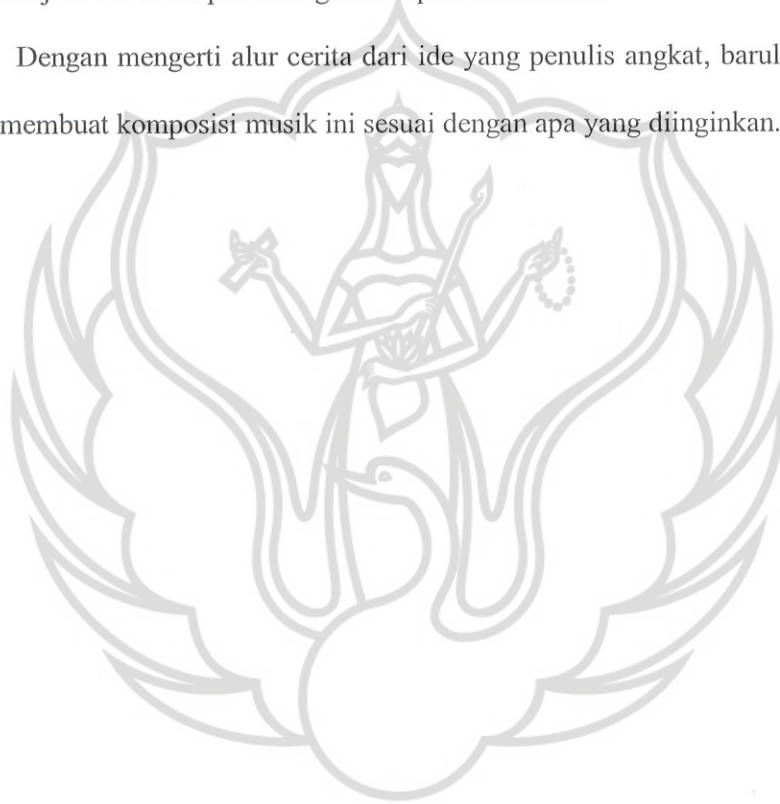 Dengan mengerti alur cerita dari ide yang penulis angkat, barul
membuat komposisi musik ini sesuai dengan apa yang diinginkan.